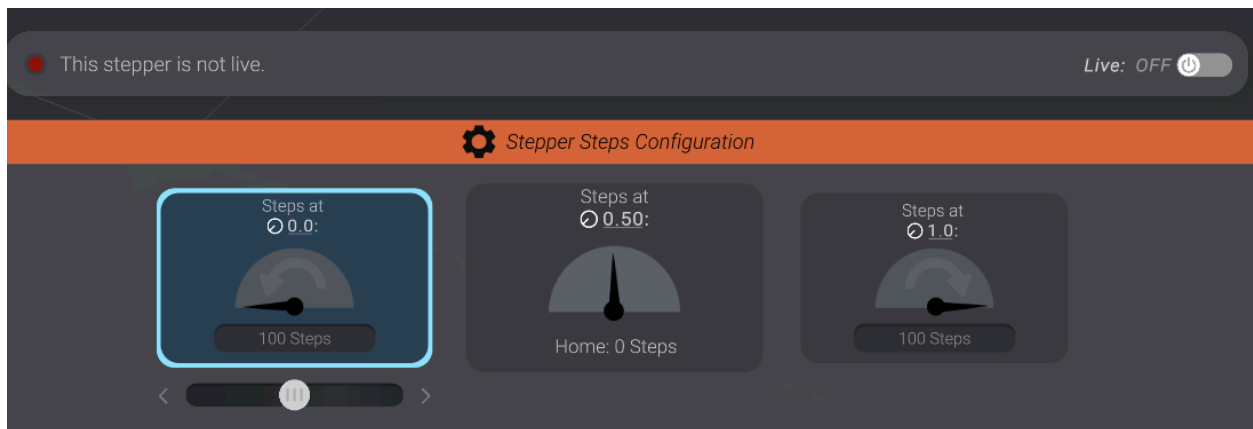 This stepper is not live.
Live: OFF
Stepper Steps Configuration
Steps at
0.0:
100 Steps
Steps at
0.50:
Home: 0 Steps
Steps at
1.0:
100 Steps